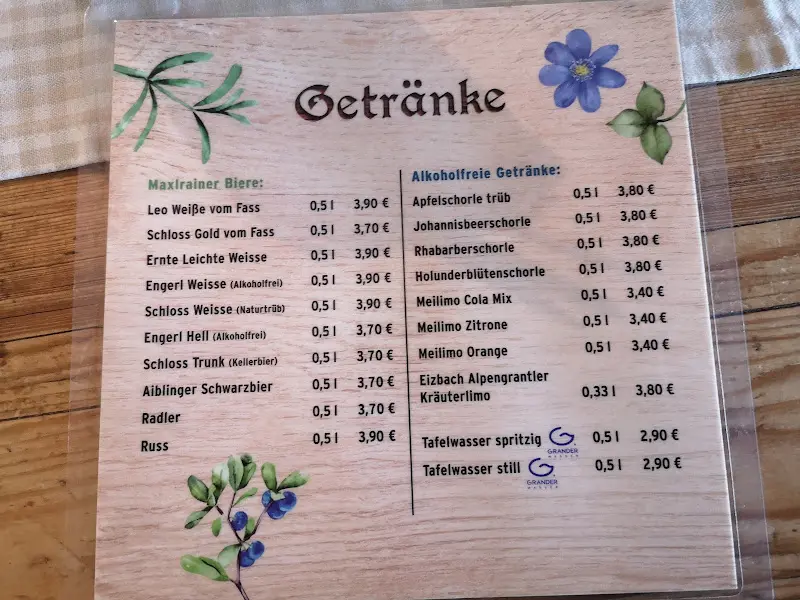 Getränke
Maxlrainer Biere:
Leo Weiße vom Fass 0,5 l 3,90 €
Schloss Gold vom Fass 0,5 l 3,70 €
Ernte Leichte Weisse 0,5 l 3,90 €
Engerl Weisse (Alkoholfrei) 0,5 l 3,90 €
Schloss Weisse (Naturtrüb) 0,5 l 3,90 €
Engerl Hell (Alkoholfrei) 0,5 l 3,70 €
Schloss Trunk (Kellerbier) 0,5 l 3,70 €
Aiblinger Schwarzbier 0,5 l 3,70 €
Radler 0,5 l 3,70 €
Russ 0,5 l 3,90 €
Alkoholfreie Getränke:
Apfelschorle trüb 0,5 l 3,80 €
Johannisbeerschorle 0,5 l 3,80 €
Rhabarberschorle 0,5 l 3,80 €
Holunderblütenschorle 0,5 l 3,80 €
Meilimo Cola Mix 0,5 l 3,40 €
Meilimo Zitrone 0,5 l 3,40 €
Meilimo Orange 0,5 l 3,40 €
Eizbach Alpengrantler
Kräuterlimo 0,33 l 3,80 €
Tafelwasser spritzig G GRANDER WASSER 0,5 l 2,90 €
Tafelwasser still G GRANDER WASSER 0,5 l 2,90 €